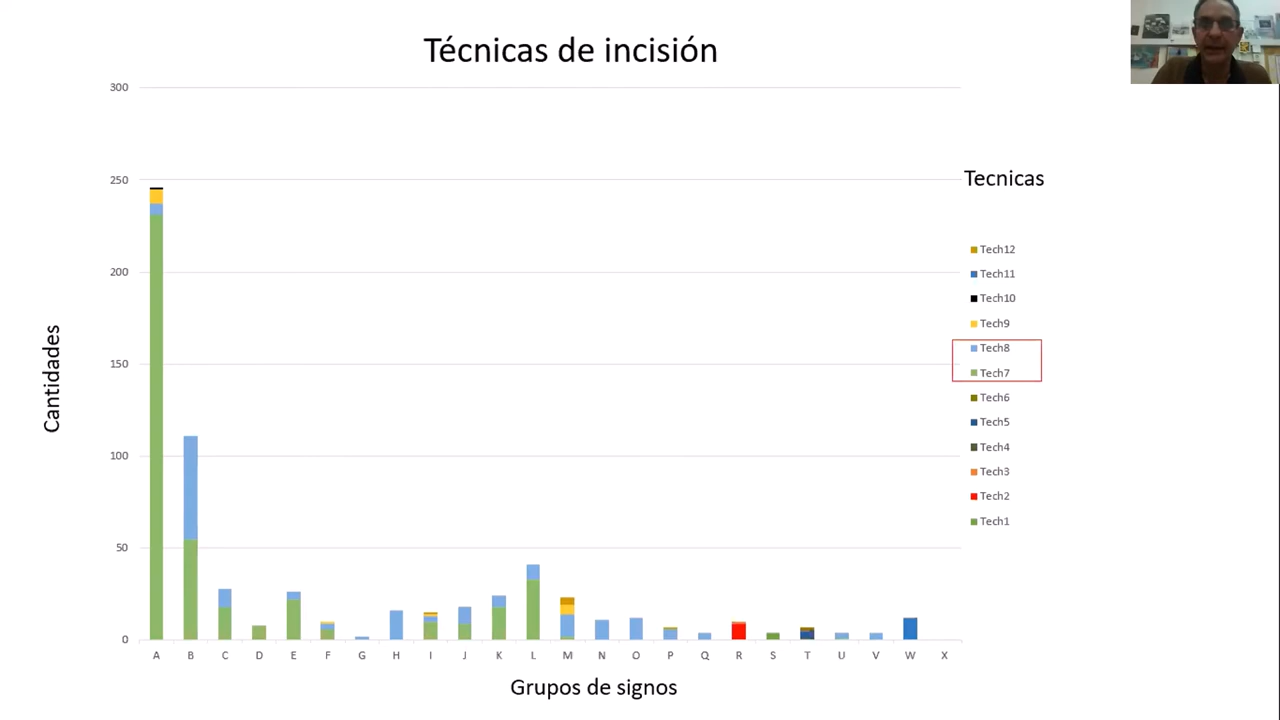 Técnicas de incisión
300
250
200
150
100
50
0
Cantidades
A B C D E F G H I J K L M N O P Q R S T U V W X
Grupos de signos
Tecnicas
Tech12
Tech11
Tech10
Tech9
Tech8
Tech7
Tech6
Tech5
Tech4
Tech3
Tech2
Tech1